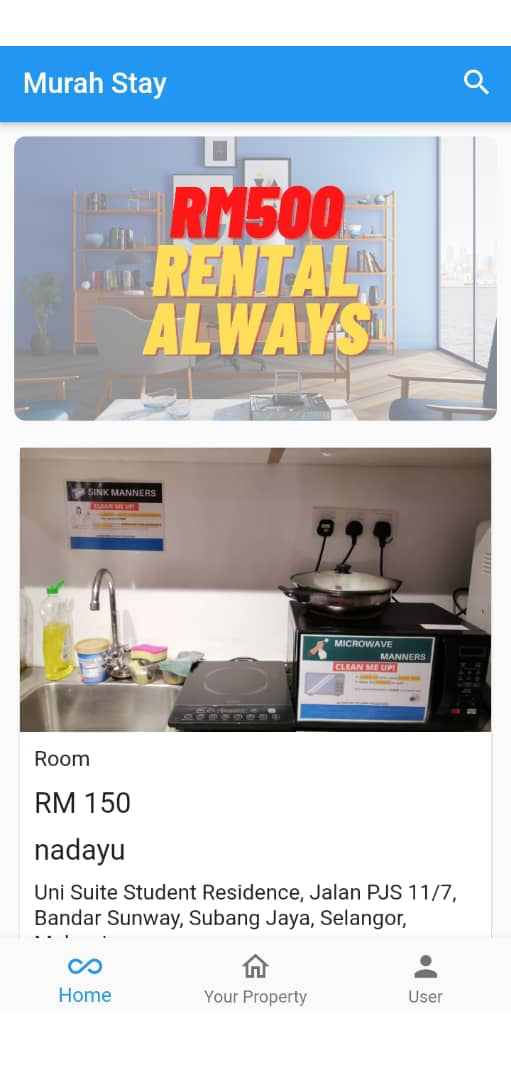 Murah Stay
RM500
RENTAL
ALWAYS
SINK MANNERS
CLEAN ME UP!
MICROWAVE
MANNERS
CLEAN ME UP!
Room
RM 150
nadayu
Uni Suite Student Residence, Jalan PJS 11/7,
Bandar Sunway, Subang Jaya, Selangor,
Home
Your Property
User